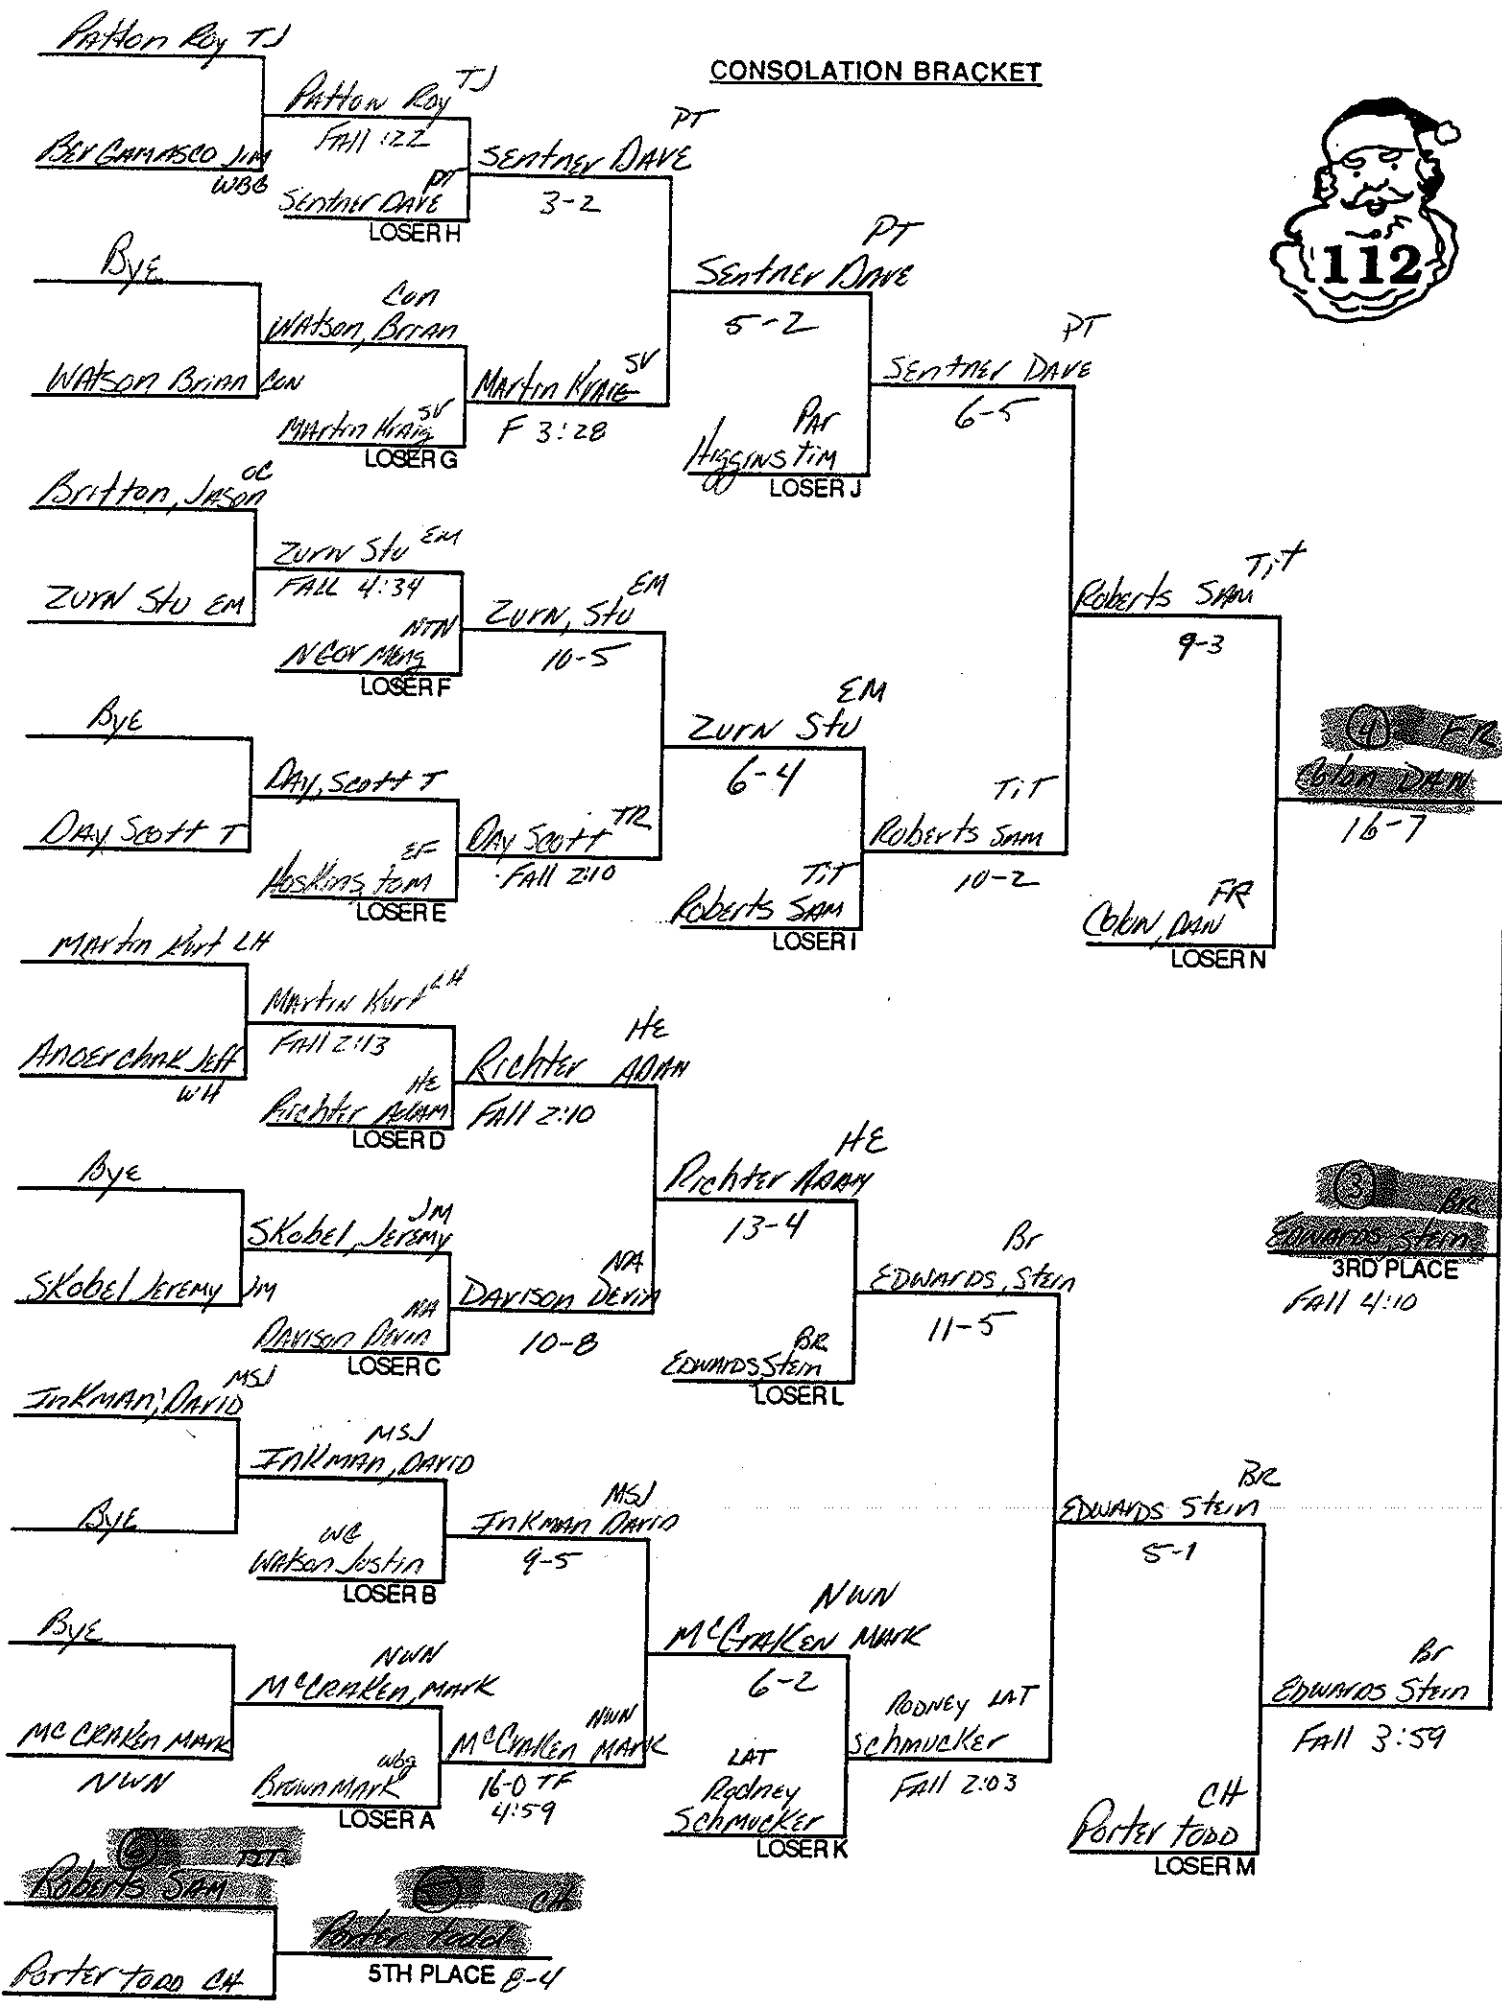 Patton Roy TJ
CONSOLATION BRACKET
Patton Roy TJ
Fall :22
PT
Sentner Dave
3-2
BerGamasco Jim
WBG
PT
Sentner Dave
LOSER H
112
Bye
PT
Sentner Dave
5-2
Con
Watson, Brian
Watson Brian Con
PT
Sentner Dave
6-5
SV
Martin Kraig
F 3:28
SV
Martin Kraig
LOSER G
Par
Higgins Tim
LOSER J
OC
Britton, Jason
Zurn Stu EM
Fall 4:34
EM
Zurn, Stu
10-5
Zurn Stu EM
NTN
Meng
LOSER F
TiT
Roberts Sam
9-3
Bye
EM
Zurn Stu
6-4
4 FR
Colon Dan
16-7
Day, Scott T
Day Scott T
TR
Day Scott
Fall 2:10
TiT
Roberts Sam
10-2
EF
Hoskins, Tom
LOSER E
TiT
Roberts Sam
LOSER I
FR
Colon, Dan
LOSER N
Martin Kurt LH
Martin Kurt LH
Fall 2:13
HE
Richter Adam
Fall 2:10
Anderchak Jeff
WH
HE
Richter Adam
LOSER D
Bye
HE
Richter Adam
13-4
3 BR
Edwards, Stein
3RD PLACE
Fall 4:10
JM
Skobel, Jeremy
Skobel Jeremy JM
NA
Davison Devin
10-8
Br
Edwards, Stein
11-5
NA
Davison Devin
LOSER C
BR
Edwards Stein
LOSER L
MSJ
Inkman, David
MSJ
Inkman, David
Bye
MSJ
Inkman David
9-5
BR
Edwards Stein
5-1
Watson Justin
LOSER B
Bye
NWN
McCraken Mark
6-2
NWN
McCraken, Mark
McCraken Mark
NWN
NWN
McCraken Mark
16-0 TF
4:59
Rodney LAT
Schmucker
Fall 2:03
Br
Edwards Stein
Fall 3:59
wbg
Brown Mark
LOSER A
LAT
Rodney
Schmucker
LOSER K
CH
Porter Todd
LOSER M
6 TIT
Roberts Sam
5 CH
Porter Todd
5TH PLACE 8-4
Porter Todd CH